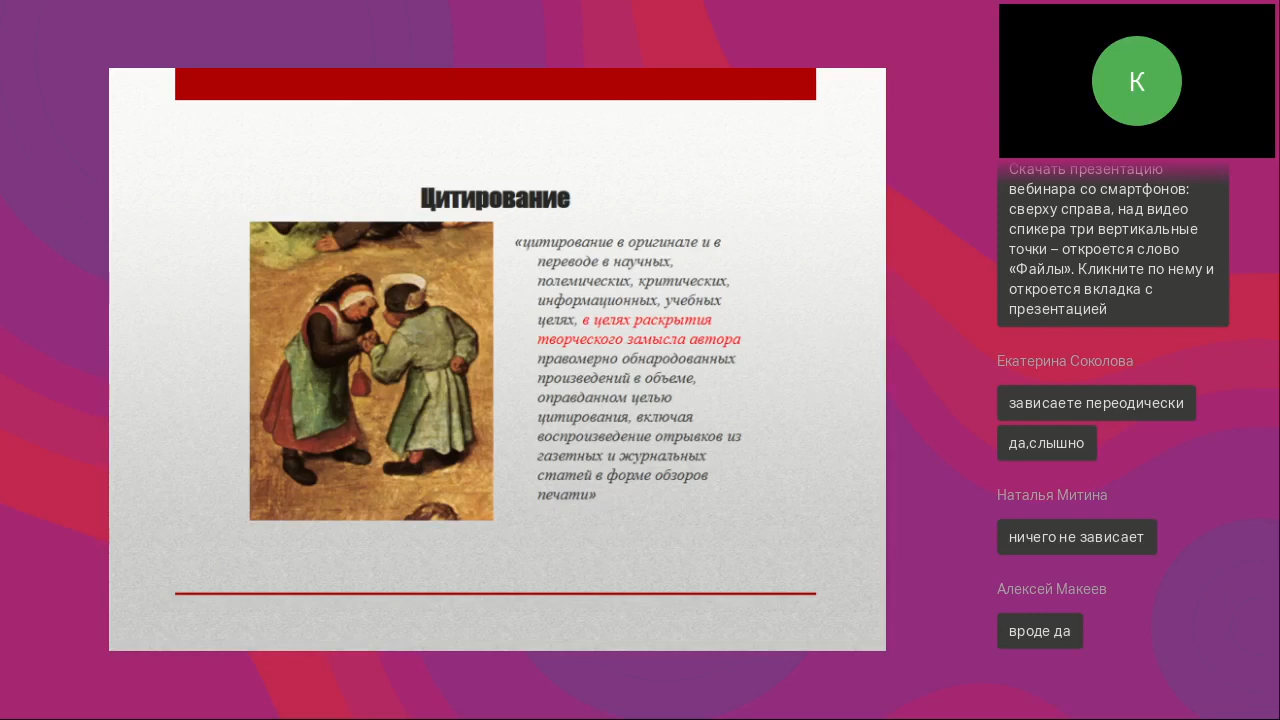 Цитирование
«цитирование в оригинале и в
переводе в научных,
полемических, критических,
информационных, учебных
целях, в целях раскрытия
творческого замысла автора
правомерно обнародованных
произведений в объеме,
оправданном целью
цитирования, включая
воспроизведение отрывков из
газетных и журнальных
статей в форме обзоров
печати»
К
Скачать презентацию
вебинара со смартфонов:
сверху справа, над видео
спикера три вертикальные
точки – откроется слово
«Файлы». Кликните по нему и
откроется вкладка с
презентацией
Екатерина Соколова
зависаете переодически
да,слышно
Наталья Митина
ничего не зависает
Алексей Макеев
вроде да